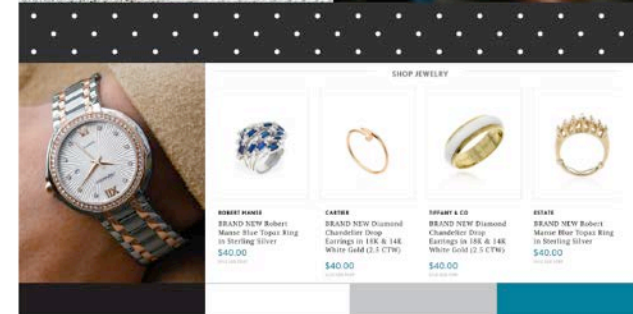 SHOP JEWELRY
ROBERT MANSE
BRAND NEW Robert
Manse Blue Topaz Ring
in Sterling Silver
$40.00
CARTIER
BRAND NEW Diamond
Chandelier Drop
Earrings in 18K & 14K
White Gold (2.5 CTW)
$40.00
TIFFANY & CO
BRAND NEW Diamond
Chandelier Drop
Earrings in 18K & 14K
White Gold (2.5 CTW)
$40.00
ESTATE
BRAND NEW Robert
Manse Blue Topaz Ring
in Sterling Silver
$40.00